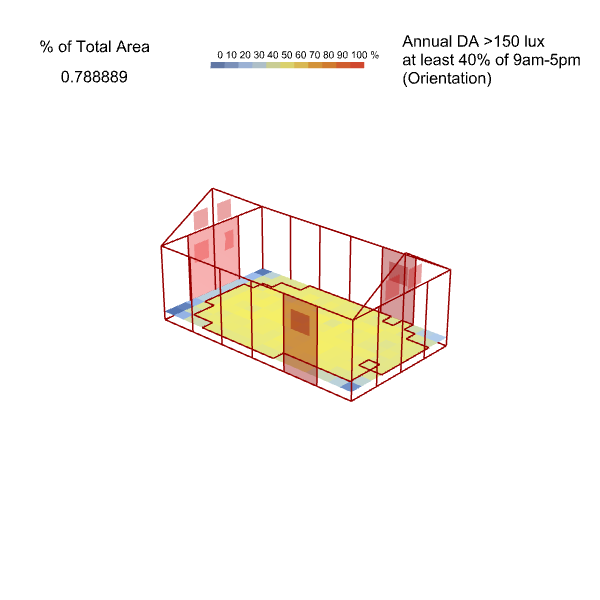 % of Total Area
0.788889
0 10 20 30 40 50 60 70 80 90 100 %
Annual DA >150 lux
at least 40% of 9am-5pm
(Orientation)